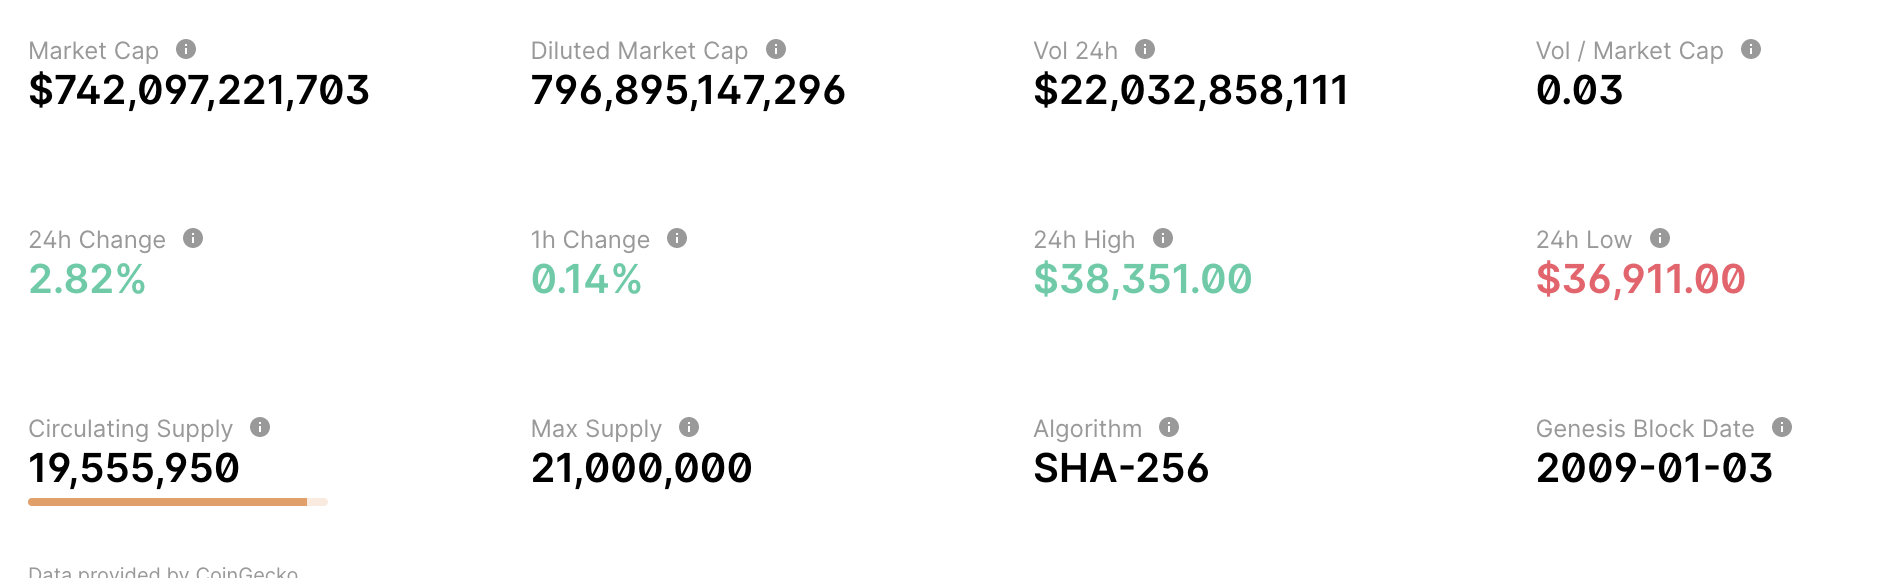 Market Cap
$742,097,221,703
Diluted Market Cap
796,895,147,296
Vol 24h
$22,032,858,111
Vol / Market Cap
0.03
24h Change
2.82%
1h Change
0.14%
24h High
$38,351.00
24h Low
$36,911.00
Circulating Supply
19,555,950
Max Supply
21,000,000
Algorithm
SHA-256
Genesis Block Date
2009-01-03
Data provided by CoinGecko